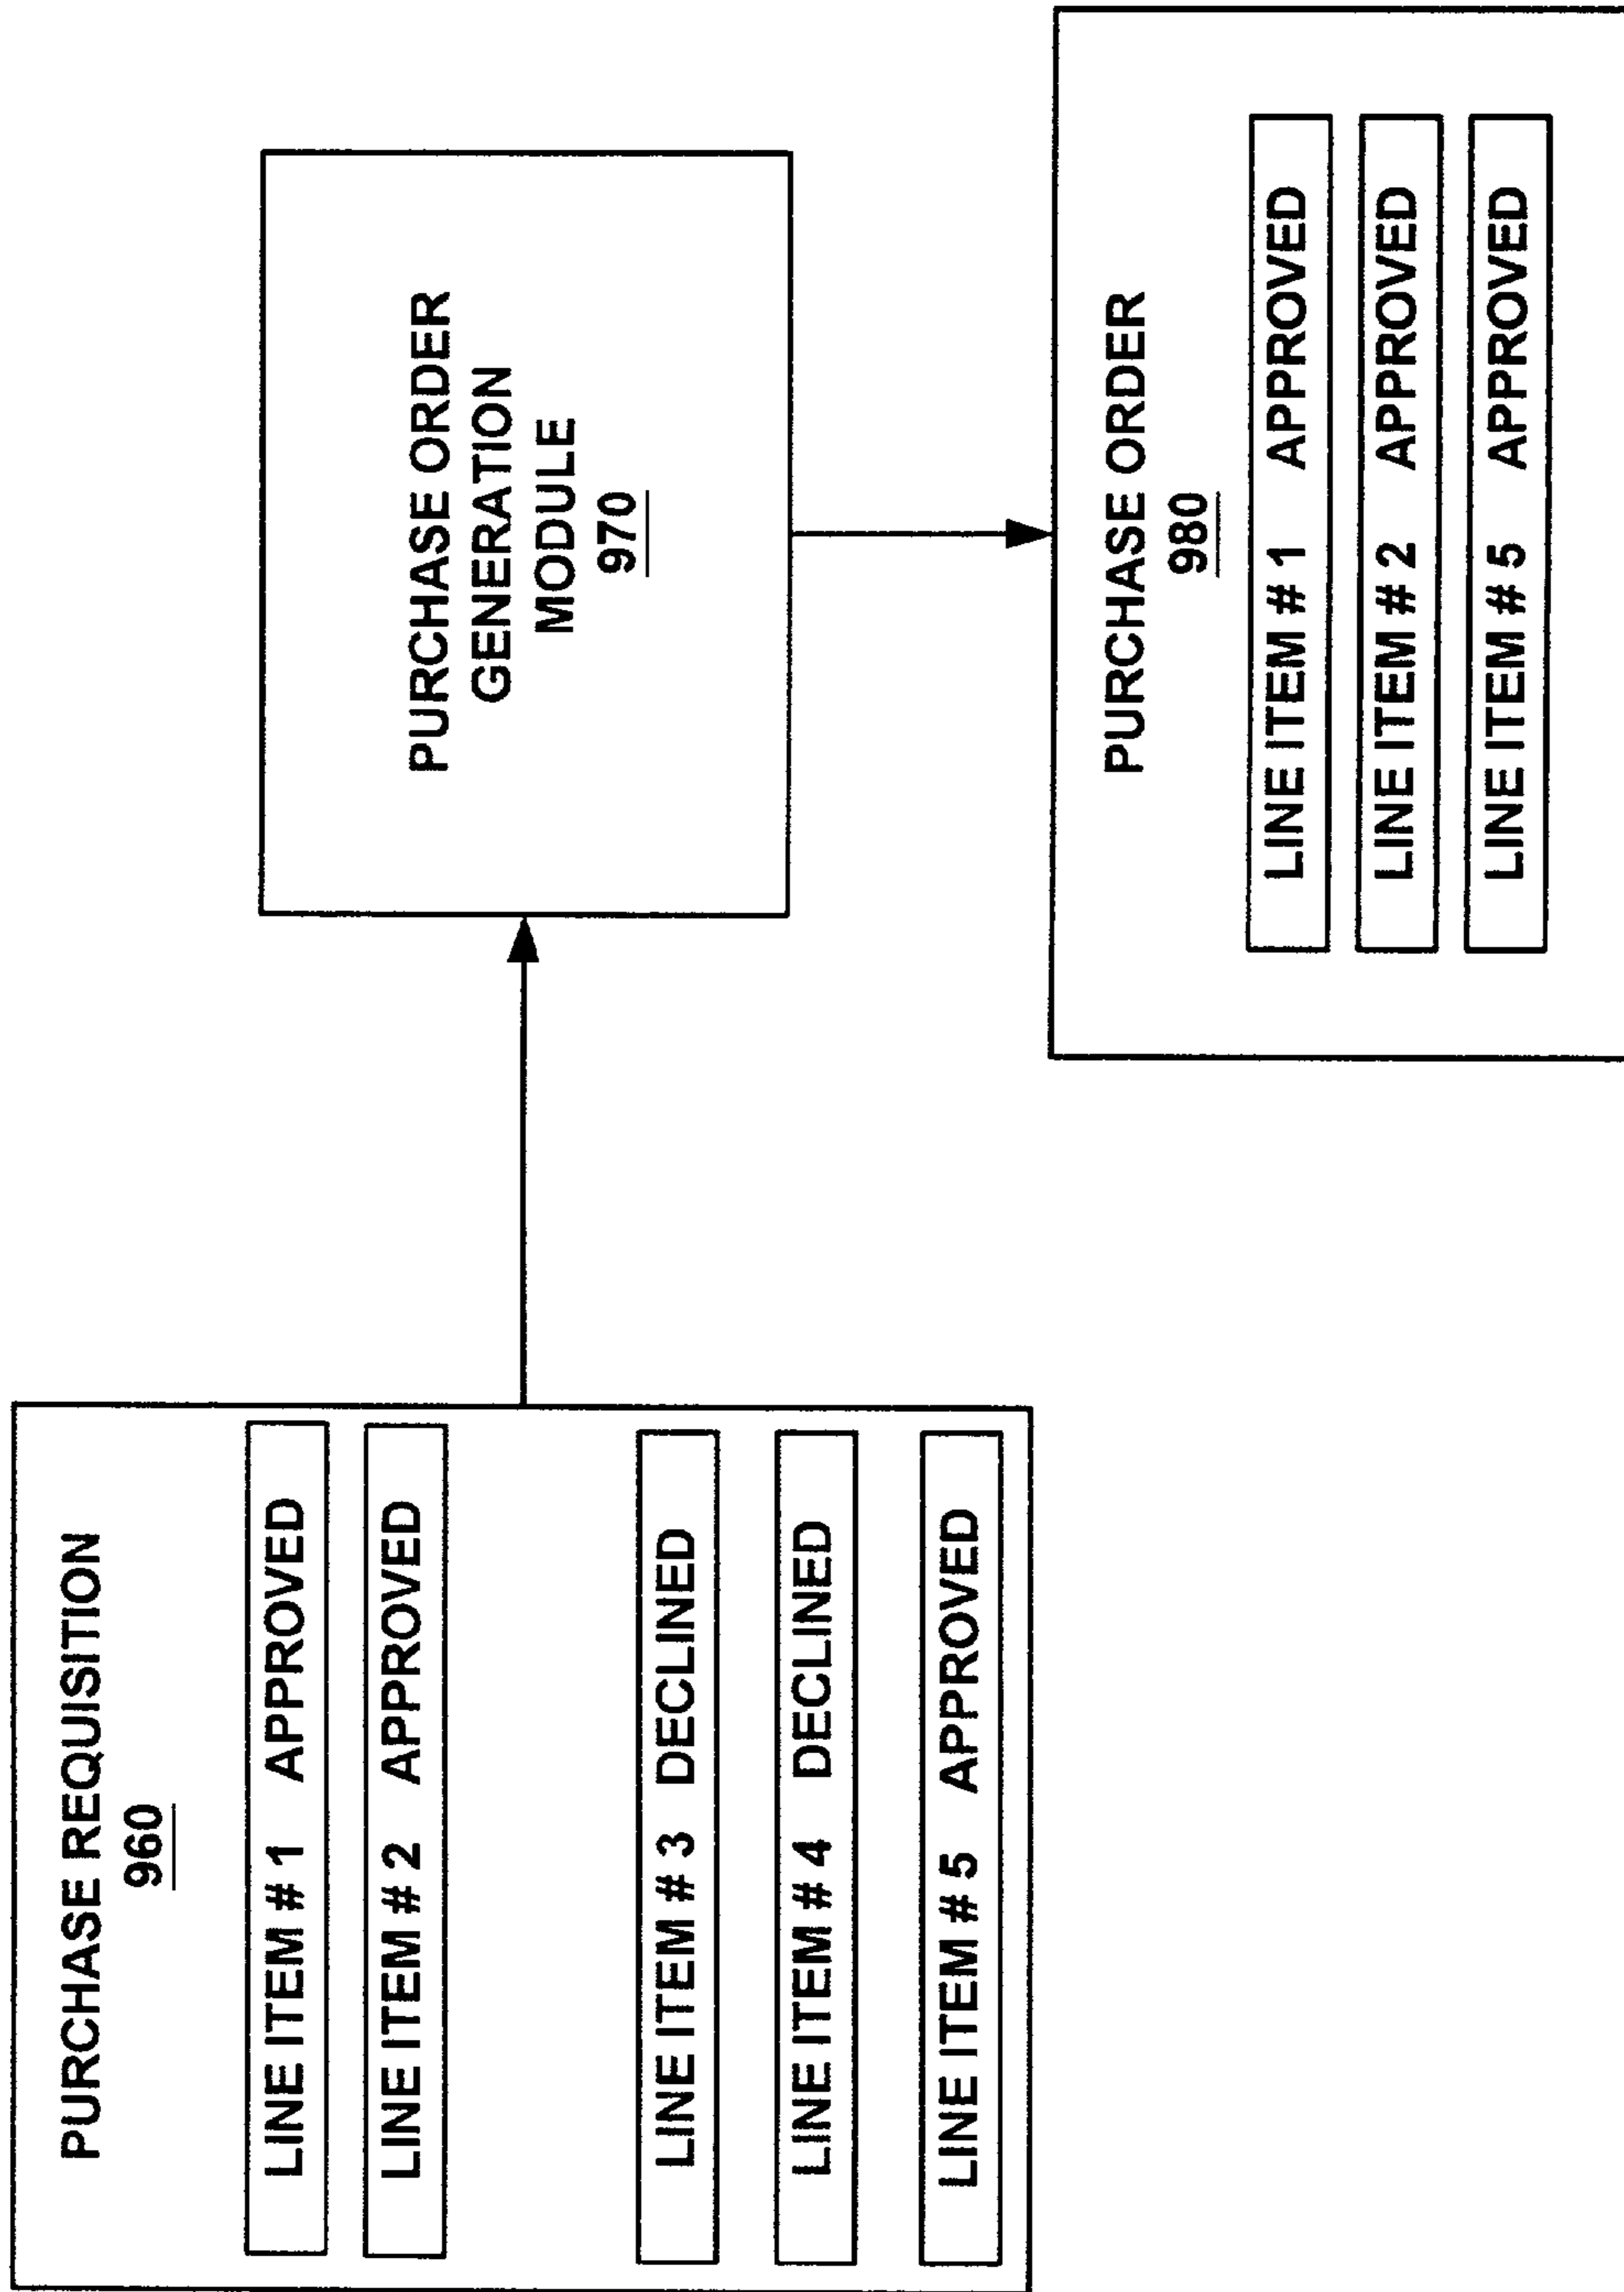 PURCHASE REQUISITION
960
LINE ITEM # 1 APPROVED
LINE ITEM # 2 APPROVED
LINE ITEM # 3 DECLINED
LINE ITEM # 4 DECLINED
LINE ITEM # 5 APPROVED
PURCHASE ORDER
GENERATION
MODULE
970
PURCHASE ORDER
980
LINE ITEM # 1 APPROVED
LINE ITEM # 2 APPROVED
LINE ITEM # 5 APPROVED